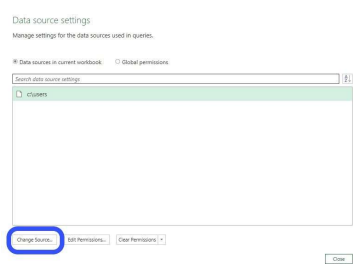 Data source settings
Manage settings for the data sources used in queries.
Data sources in current workbook Global permissions
Search data source settings
c:\users
Change Source... Edit Permissions... Clear Permissions
Close